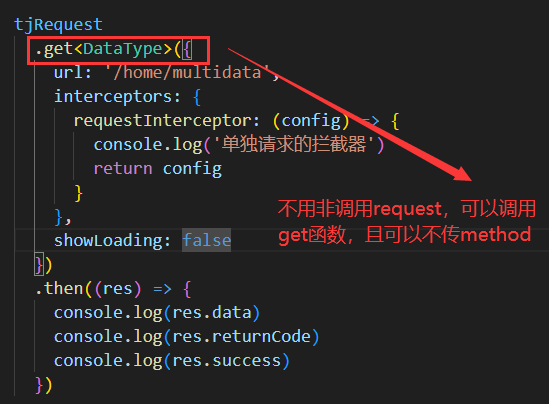 tjRequest
.get<DataType>({
url: '/home/multidata',
interceptors: {
requestInterceptor: (config) => {
console.log('单独请求的拦截器')
return config
}
},
showLoading: false
})
.then((res) => {
console.log(res.data)
console.log(res.returnCode)
console.log(res.success)
})
不用非调用request，可以调用
get函数，且可以不传method